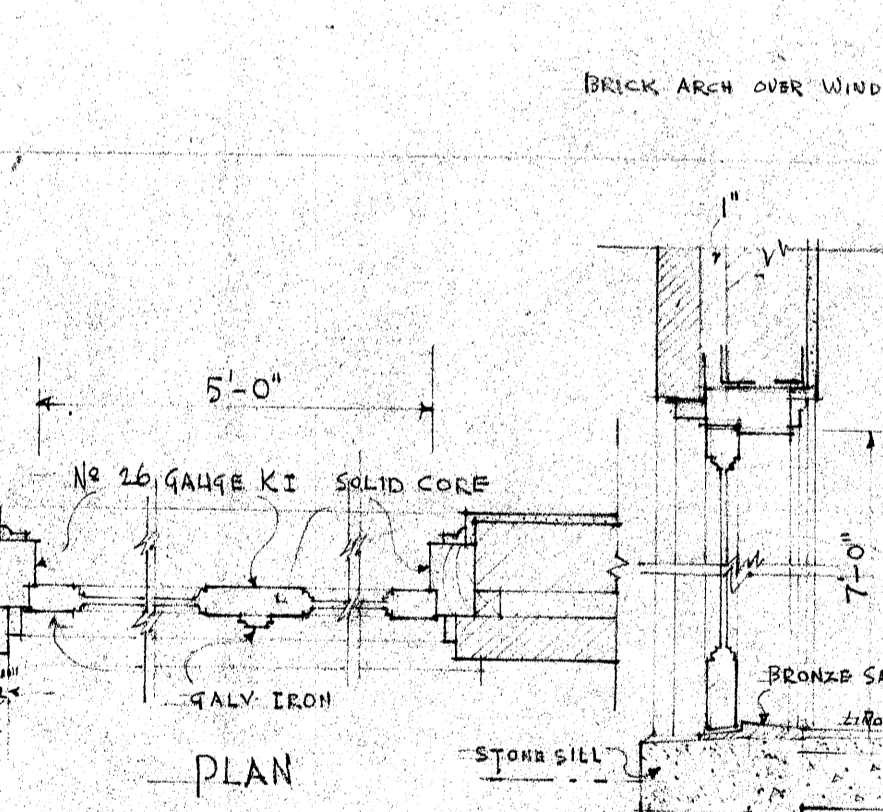 BRICK ARCH OVER WIND
1"
5'-0"
Nº 26 GAUGE KI
SOLID CORE
7'-0"
GALV. IRON
BRONZE SA
STONE SILL
PLAN